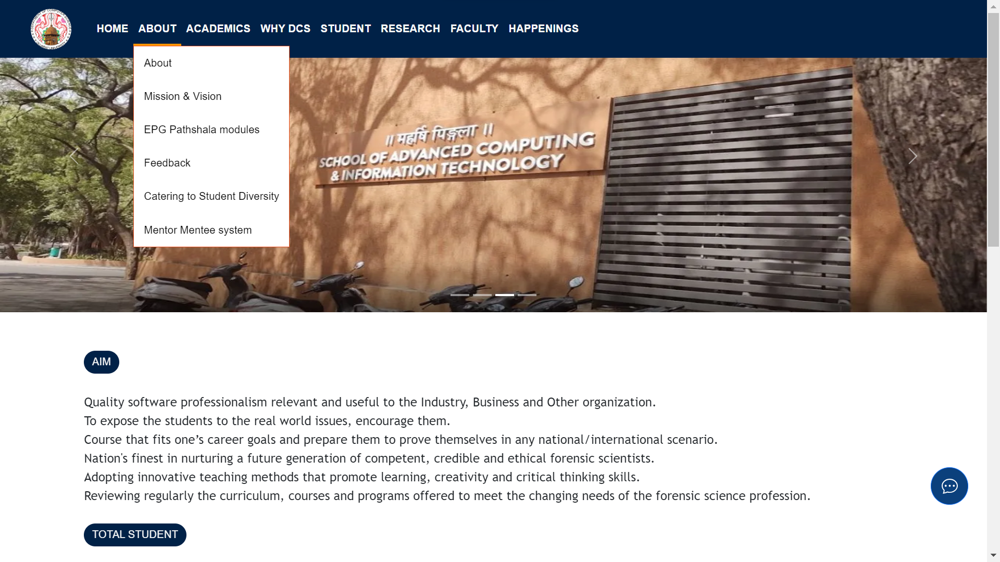 HOME ABOUT ACADEMICS WHY DCS STUDENT RESEARCH FACULTY HAPPENINGS
About
Mission & Vision
EPG Pathshala modules
Feedback
Catering to Student Diversity
Mentor Mentee system
॥ महर्षि पिङ्गला ॥
SCHOOL OF ADVANCED COMPUTING
& INFORMATION TECHNOLOGY
AIM
Quality software professionalism relevant and useful to the Industry, Business and Other organization.
To expose the students to the real world issues, encourage them.
Course that fits one’s career goals and prepare them to prove themselves in any national/international scenario.
Nation's finest in nurturing a future generation of competent, credible and ethical forensic scientists.
Adopting innovative teaching methods that promote learning, creativity and critical thinking skills.
Reviewing regularly the curriculum, courses and programs offered to meet the changing needs of the forensic science profession.
TOTAL STUDENT